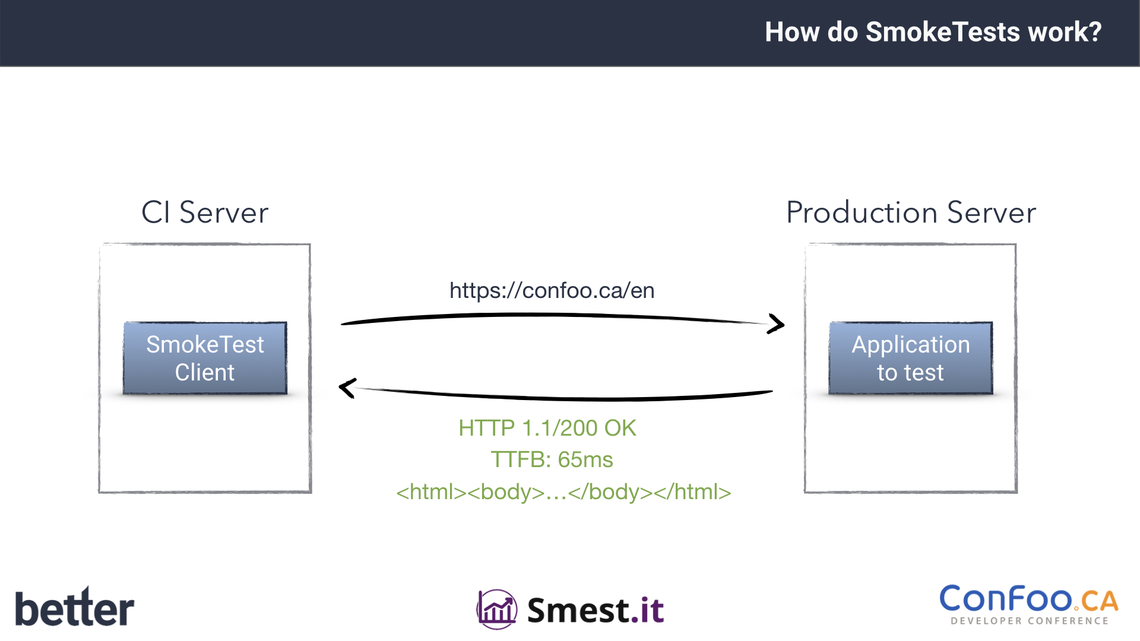 How do SmokeTests work?
CI Server
Production Server
https://confoo.ca/en
SmokeTest
Client
Application
to test
HTTP 1.1/200 OK
TTFB: 65ms
<html><body>...</body></html>
better
Smest.it
ConFoo.CA
DEVELOPER CONFERENCE